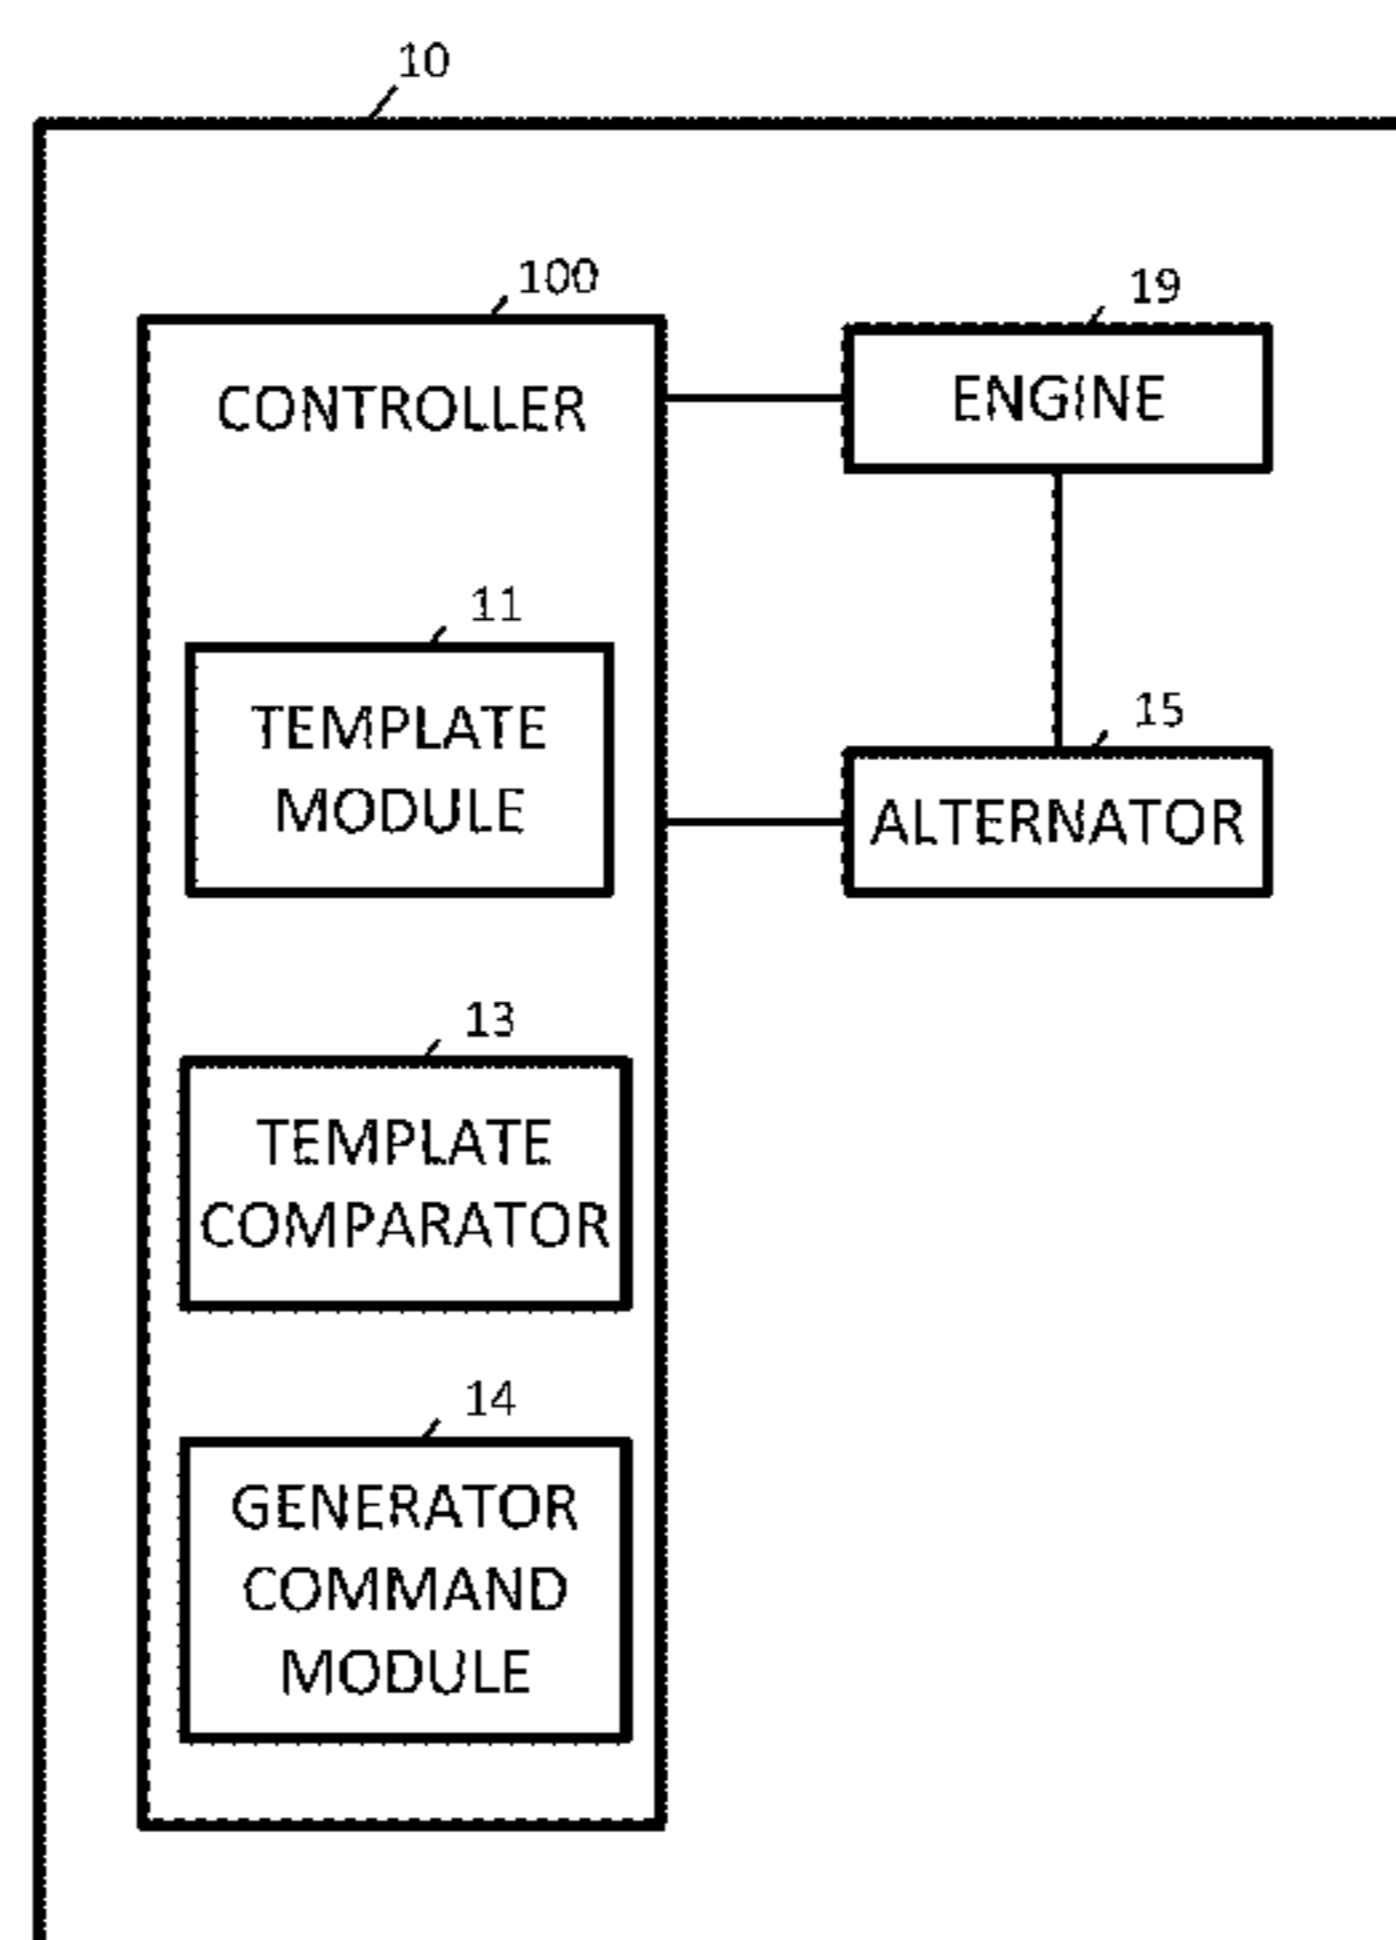 10
100
CONTROLLER
19
ENGINE
11
TEMPLATE
MODULE
15
ALTERNATOR
13
TEMPLATE
COMPARATOR
14
GENERATOR
COMMAND
MODULE